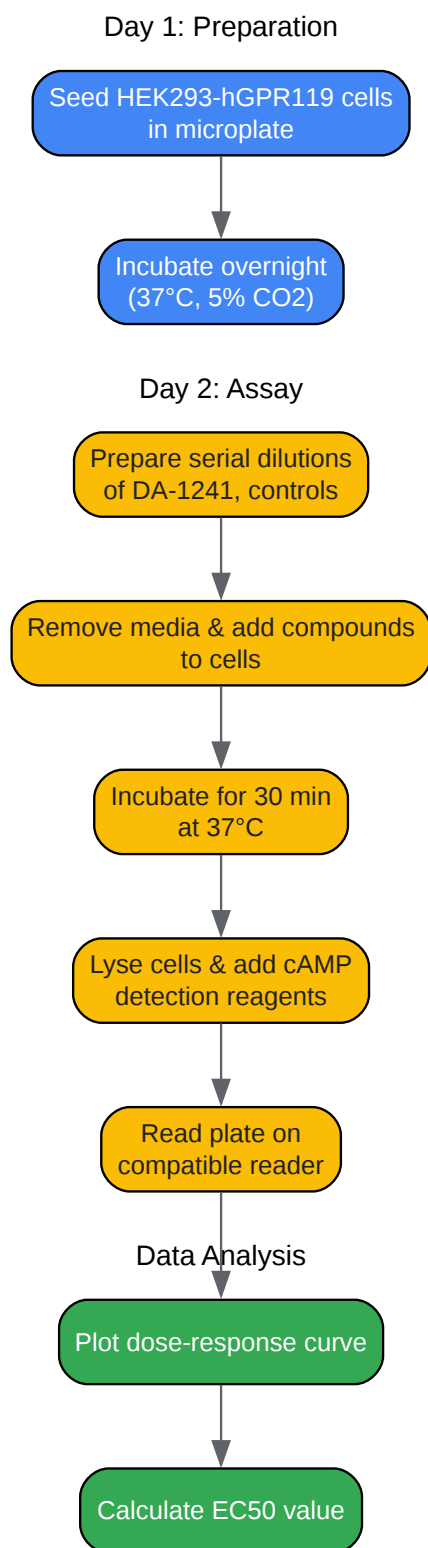 Day 1: Preparation
Seed HEK293-hGPR119 cells
in microplate
Incubate overnight
(37°C, 5% CO2)
Day 2: Assay
Prepare serial dilutions
of DA-1241, controls
Remove media & add compounds
to cells
Incubate for 30 min
at 37°C
Lyse cells & add cAMP
detection reagents
Read plate on
compatible reader
Data Analysis
Plot dose-response curve
Calculate EC50 value